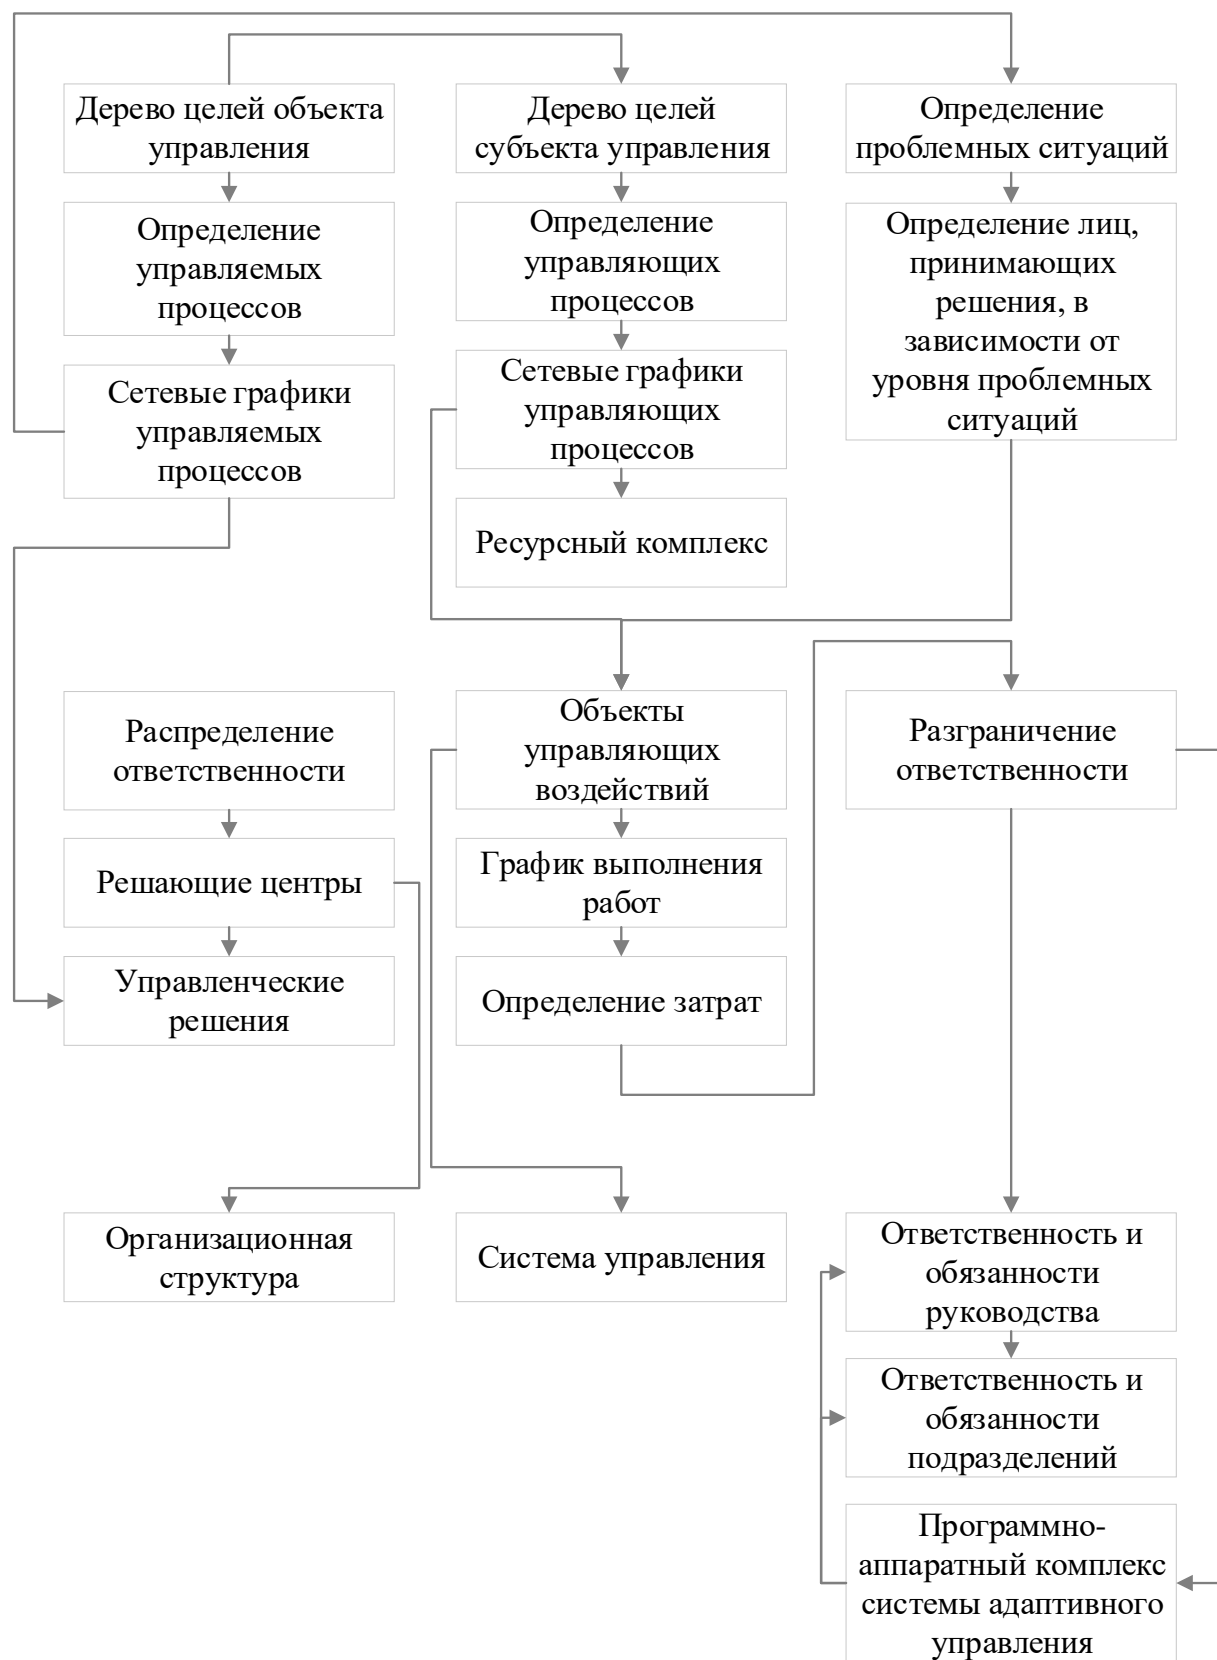 Дерево целей объекта
управления
Дерево целей
субъекта управления
Определение
проблемных ситуаций
Определение
управляемых
процессов
Определение
управляющих
процессов
Определение лиц,
принимающих
решения, в
зависимости от
уровня проблемных
ситуаций
Сетевые графики
управляемых
процессов
Сетевые графики
управляющих
процессов
Ресурсный комплекс
Распределение
ответственности
Объекты
управляющих
воздействий
Разграничение
ответственности
Решающие центры
График выполнения
работ
Управленческие
решения
Определение затрат
Организационная
структура
Система управления
Ответственность и
обязанности
руководства
Ответственность и
обязанности
подразделений
Программно-
аппаратный комплекс
системы адаптивного
управления